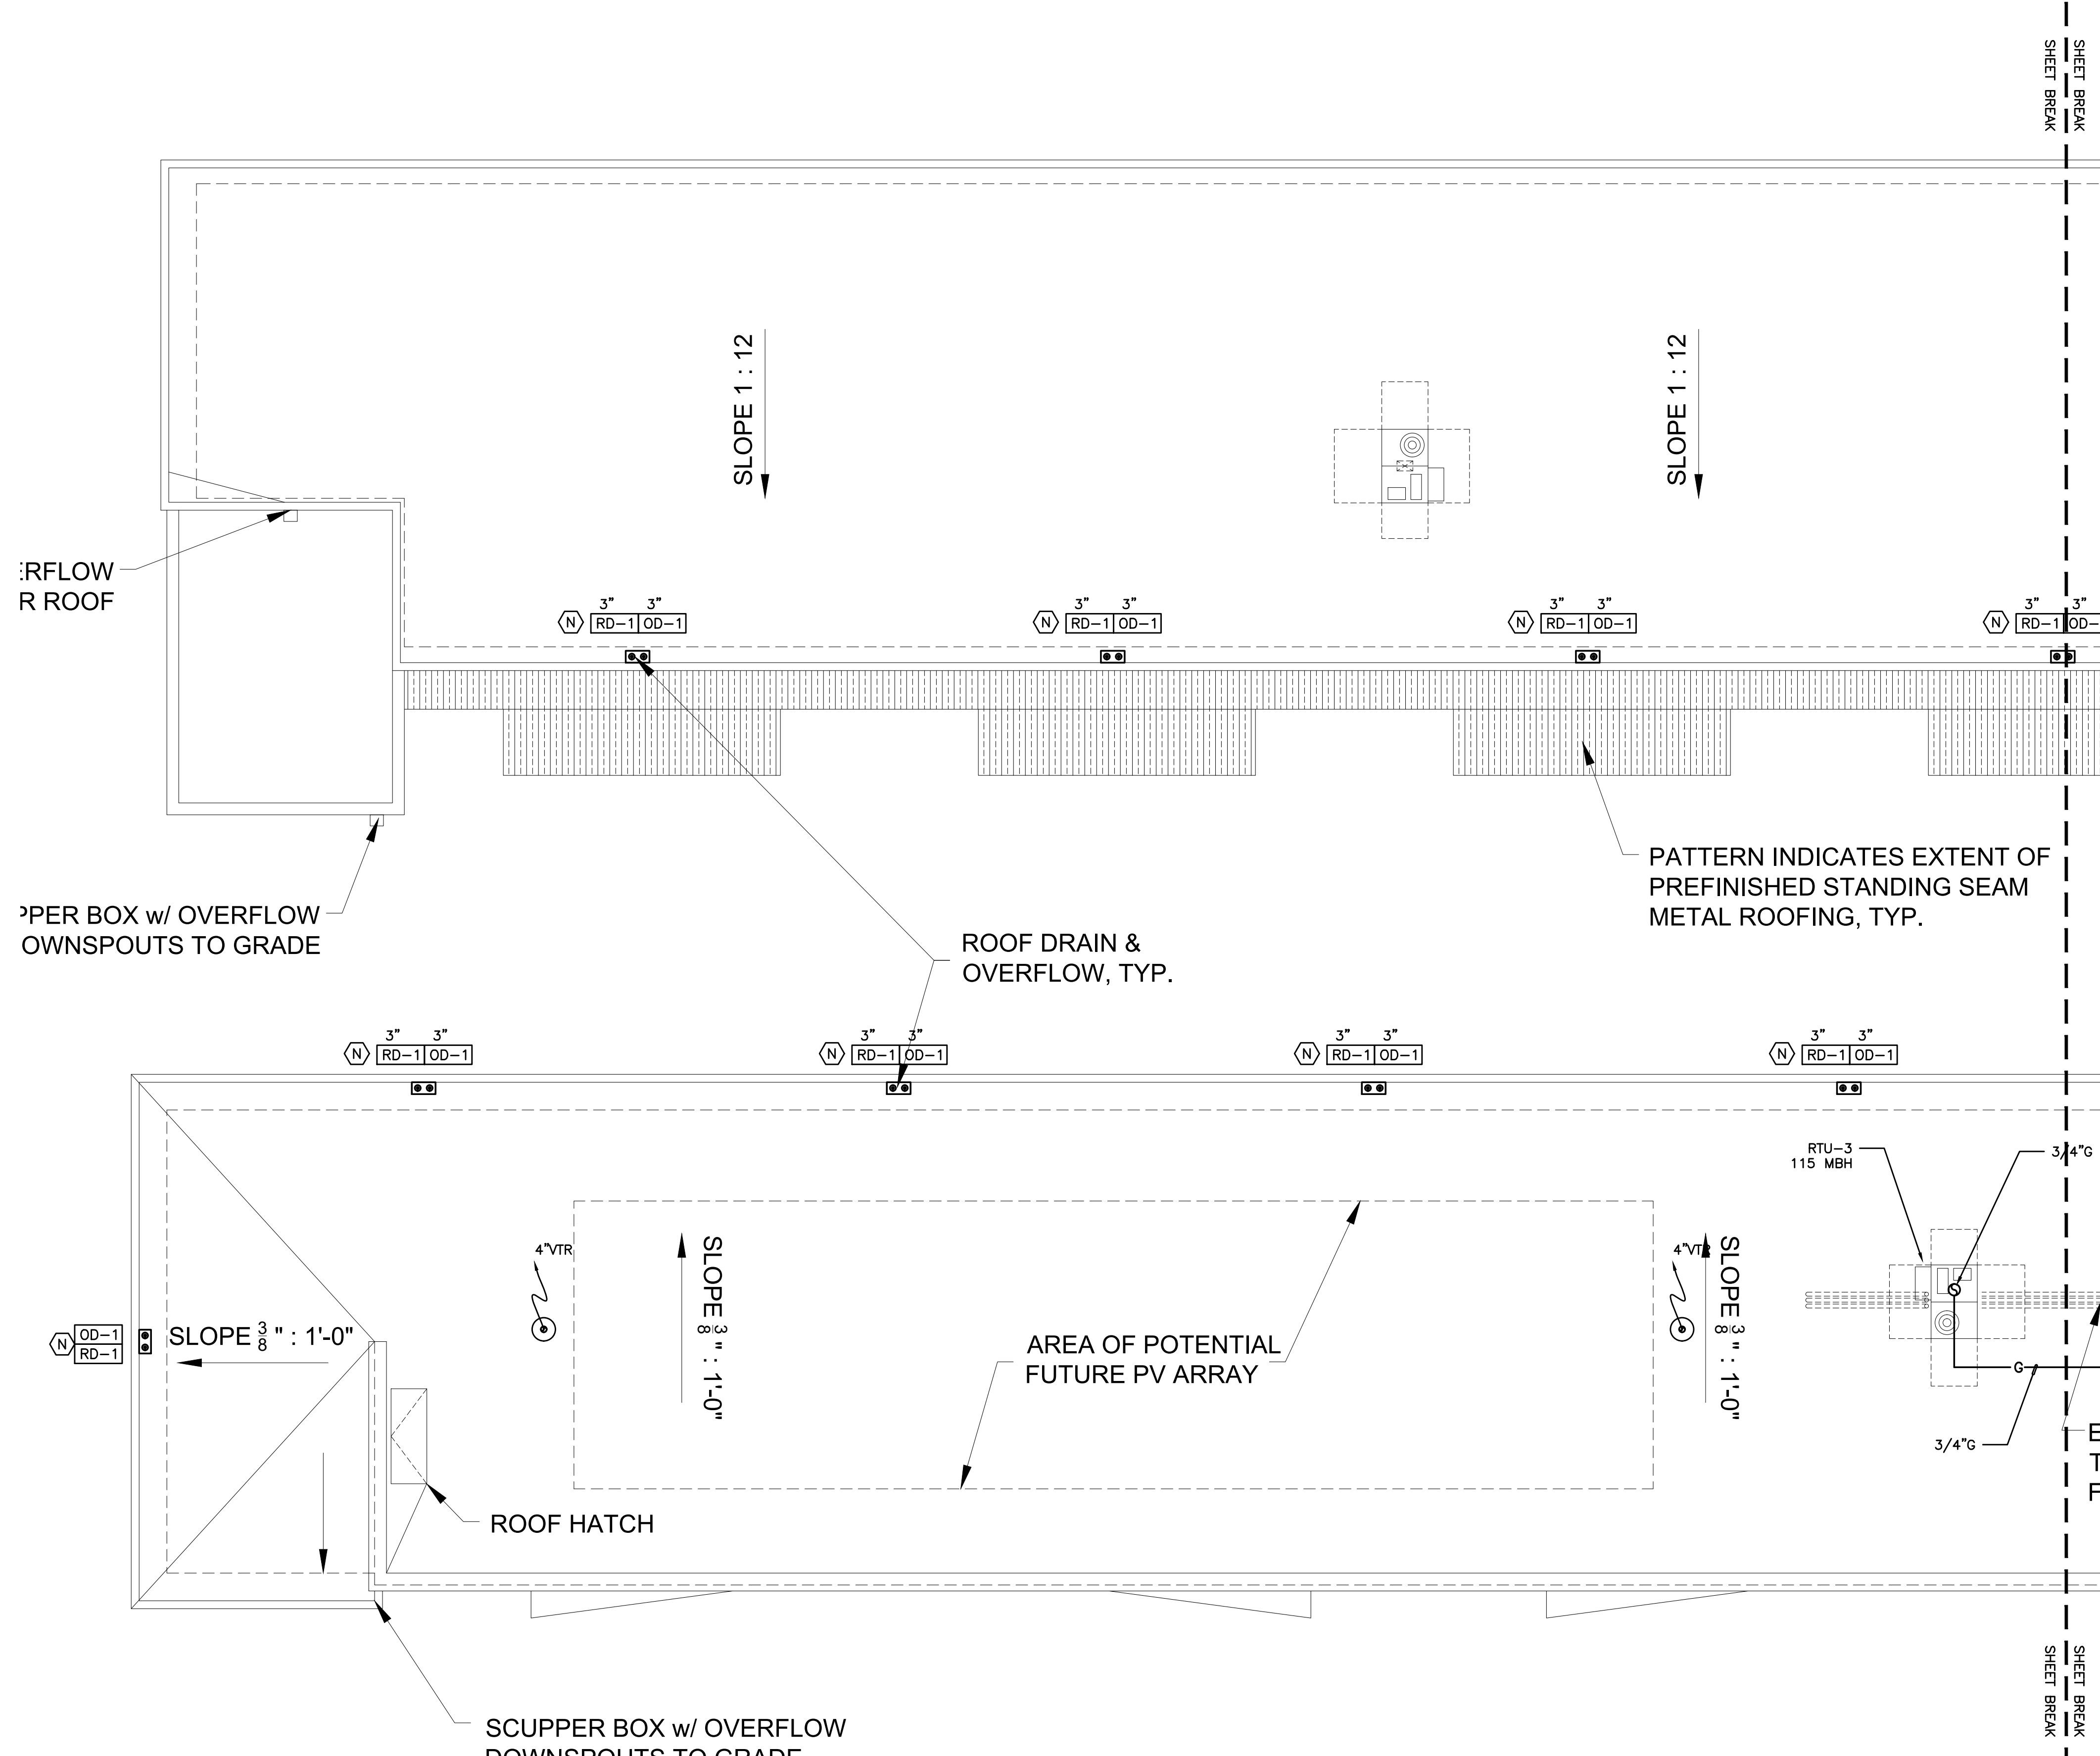 SHEET BREAK
SHEET BREAK
SLOPE 1 : 12
SLOPE 1 : 12
ERFLOW
R ROOF
3" 3"
N RD-1 OD-1
3" 3"
N RD-1 OD-1
3" 3"
N RD-1 OD-1
3" 3"
N RD-1 OD-
PATTERN INDICATES EXTENT OF
PREFINISHED STANDING SEAM
METAL ROOFING, TYP.
PPER BOX w/ OVERFLOW
OWNSPOUTS TO GRADE
ROOF DRAIN &
OVERFLOW, TYP.
3" 3"
N RD-1 OD-1
3" 3"
N RD-1 OD-1
3" 3"
N RD-1 OD-1
3" 3"
N RD-1 OD-1
RTU-3
115 MBH
3/4"G
4"VTR
SLOPE 3/8 " : 1'-0"
4"VTR
SLOPE 3/8 " : 1'-0"
N OD-1
RD-1
SLOPE 3/8 " : 1'-0"
AREA OF POTENTIAL
FUTURE PV ARRAY
G
3/4"G
E
T
F
ROOF HATCH
SHEET BREAK
SHEET BREAK
SCUPPER BOX w/ OVERFLOW
DOWNSPOUTS TO GRADE